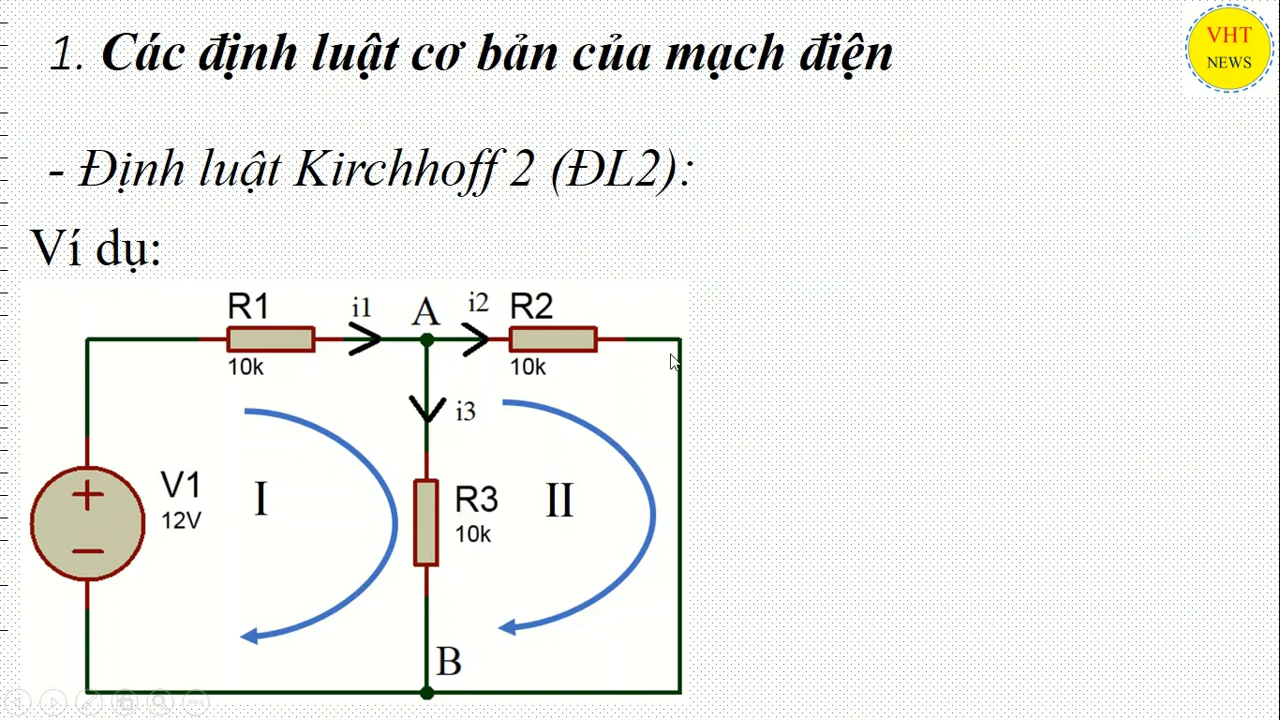 VHT
NEWS
1. Các định luật cơ bản của mạch điện
- Định luật Kirchhoff 2 (ĐL2):
Ví dụ:
R1 i1 A i2 R2
10k 10k
i3
V1 I R3 II
12V 10k
B